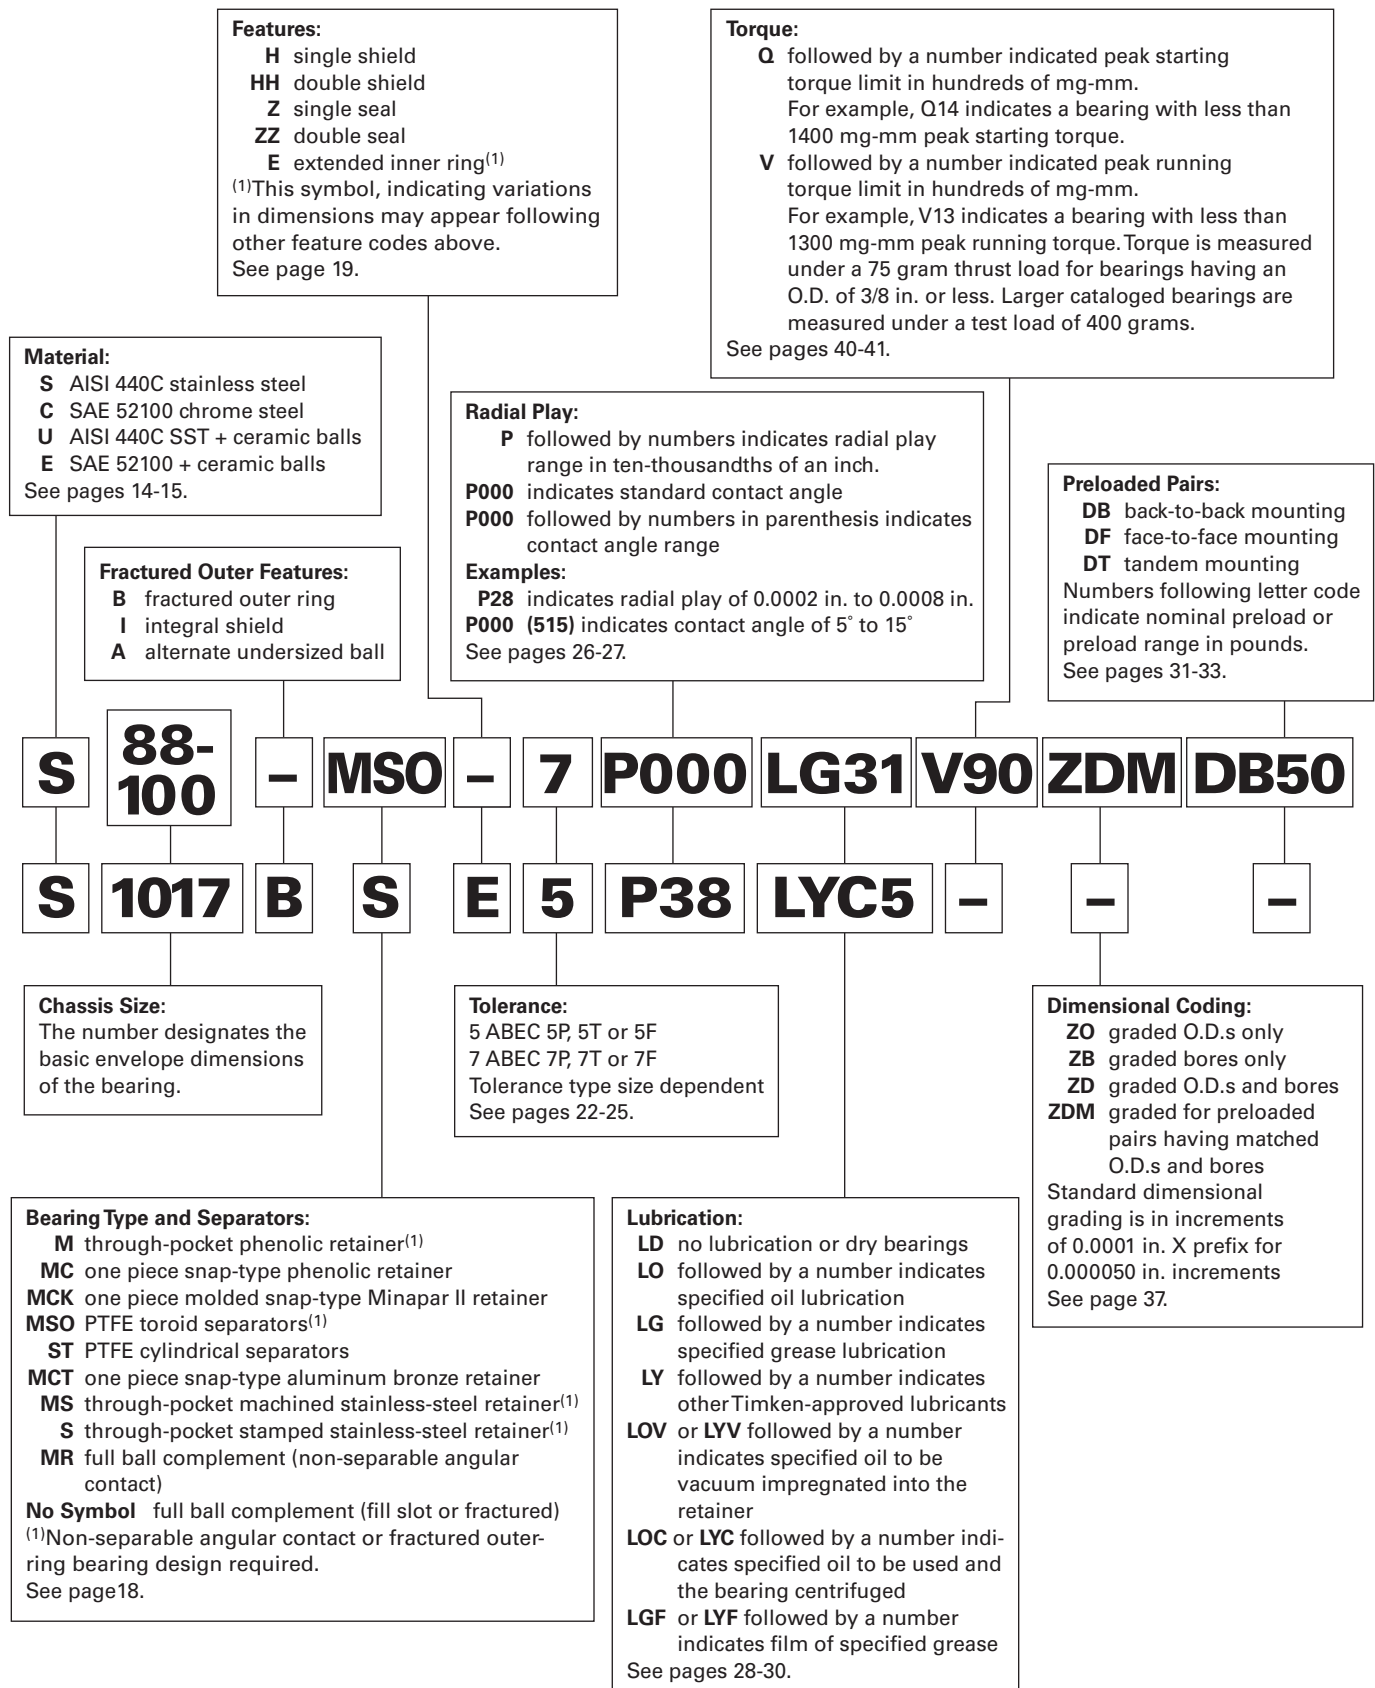 Features:
H single shield
HH double shield
Z single seal
ZZ double seal
E extended inner ring(1)
(1)This symbol, indicating variations
in dimensions may appear following
other feature codes above.
See page 19.
Torque:
Q followed by a number indicated peak starting
torque limit in hundreds of mg-mm.
For example, Q14 indicates a bearing with less than
1400 mg-mm peak starting torque.
V followed by a number indicated peak running
torque limit in hundreds of mg-mm.
For example, V13 indicates a bearing with less than
1300 mg-mm peak running torque. Torque is measured
under a 75 gram thrust load for bearings having an
O.D. of 3/8 in. or less. Larger cataloged bearings are
measured under a test load of 400 grams.
See pages 40-41.
Material:
S AISI 440C stainless steel
C SAE 52100 chrome steel
U AISI 440C SST + ceramic balls
E SAE 52100 + ceramic balls
See pages 14-15.
Radial Play:
P followed by numbers indicates radial play
range in ten-thousandths of an inch.
P000 indicates standard contact angle
P000 followed by numbers in parenthesis indicates
contact angle range
Examples:
P28 indicates radial play of 0.0002 in. to 0.0008 in.
P000 (515) indicates contact angle of 5˚ to 15˚
See pages 26-27.
Preloaded Pairs:
DB back-to-back mounting
DF face-to-face mounting
DT tandem mounting
Numbers following letter code
indicate nominal preload or
preload range in pounds.
See pages 31-33.
Fractured Outer Features:
B fractured outer ring
I integral shield
A alternate undersized ball
S 88- – MSO – 7 P000 LG31 V90 ZDM DB50
100
S 1017 B S E 5 P38 LYC5 – – –
Chassis Size:
The number designates the
basic envelope dimensions
of the bearing.
Tolerance:
5 ABEC 5P, 5T or 5F
7 ABEC 7P, 7T or 7F
Tolerance type size dependent
See pages 22-25.
Dimensional Coding:
ZO graded O.D.s only
ZB graded bores only
ZD graded O.D.s and bores
ZDM graded for preloaded
pairs having matched
O.D.s and bores
Standard dimensional
grading is in increments
of 0.0001 in. X prefix for
0.000050 in. increments
See page 37.
Bearing Type and Separators:
M through-pocket phenolic retainer(1)
MC one piece snap-type phenolic retainer
MCK one piece molded snap-type Minapar II retainer
MSO PTFE toroid separators(1)
ST PTFE cylindrical separators
MCT one piece snap-type aluminum bronze retainer
MS through-pocket machined stainless-steel retainer(1)
S through-pocket stamped stainless-steel retainer(1)
MR full ball complement (non-separable angular
contact)
No Symbol full ball complement (fill slot or fractured)
(1)Non-separable angular contact or fractured outer-
ring bearing design required.
See page18.
Lubrication:
LD no lubrication or dry bearings
LO followed by a number indicates
specified oil lubrication
LG followed by a number indicates
specified grease lubrication
LY followed by a number indicates
other Timken-approved lubricants
LOV or LYV followed by a number
indicates specified oil to be
vacuum impregnated into the
retainer
LOC or LYC followed by a number indi-
cates specified oil to be used and
the bearing centrifuged
LGF or LYF followed by a number
indicates film of specified grease
See pages 28-30.